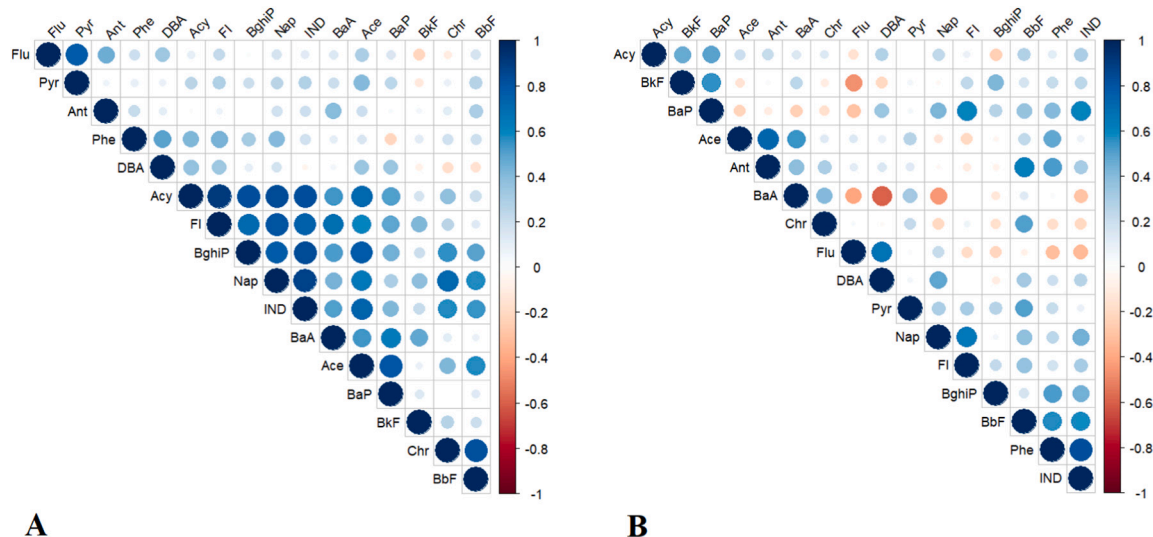 Flu Pyr Ant Phe DBA Acy Fl BghiP Nap IND BaA Ace BaP BkF Chr BbF
Flu
Pyr
Ant
Phe
DBA
Acy
Fl
BghiP
Nap
IND
BaA
Ace
BaP
BkF
Chr
BbF
1
0.8
0.6
0.4
0.2
0
-0.2
-0.4
-0.6
-0.8
-1
A
Acy BkF BaP Ace Ant BaA Chr Flu DBA Pyr Nap Fl BghiP BbF Phe IND
Acy
BkF
BaP
Ace
Ant
BaA
Chr
Flu
DBA
Pyr
Nap
Fl
BghiP
BbF
Phe
IND
1
0.8
0.6
0.4
0.2
0
-0.2
-0.4
-0.6
-0.8
-1
B